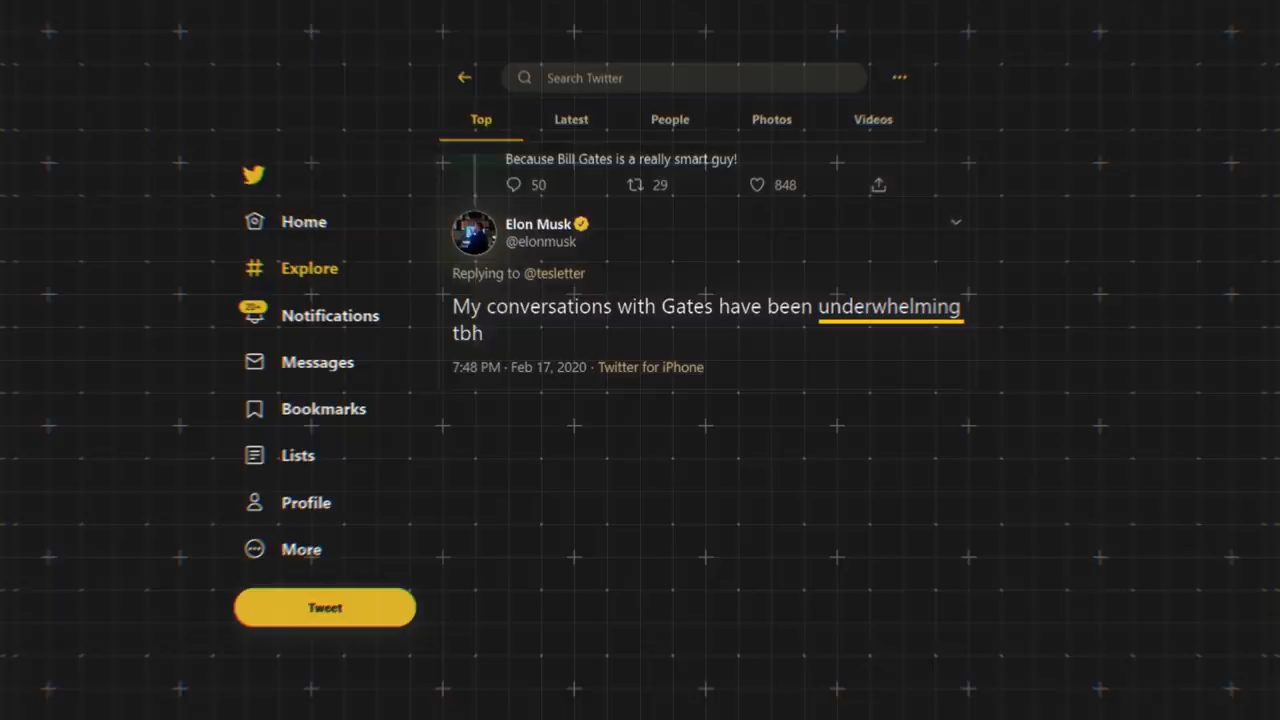 Search Twitter
Top Latest People Photos Videos
Because Bill Gates is a really smart guy!
50 29 848
Home
Explore
20+
Notifications
Messages
Bookmarks
Lists
Profile
More
Tweet
Elon Musk
@elonmusk
Replying to @tesletter
My conversations with Gates have been underwhelming
tbh
7:48 PM · Feb 17, 2020 · Twitter for iPhone